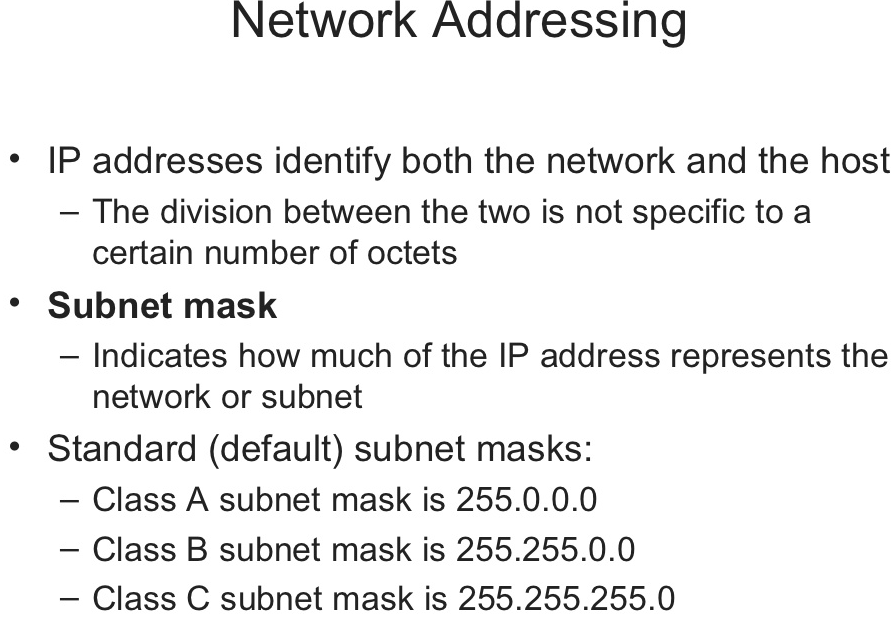 Network Addressing
• IP addresses identify both the network and the host
– The division between the two is not specific to a
certain number of octets
• Subnet mask
– Indicates how much of the IP address represents the
network or subnet
• Standard (default) subnet masks:
– Class A subnet mask is 255.0.0.0
– Class B subnet mask is 255.255.0.0
– Class C subnet mask is 255.255.255.0